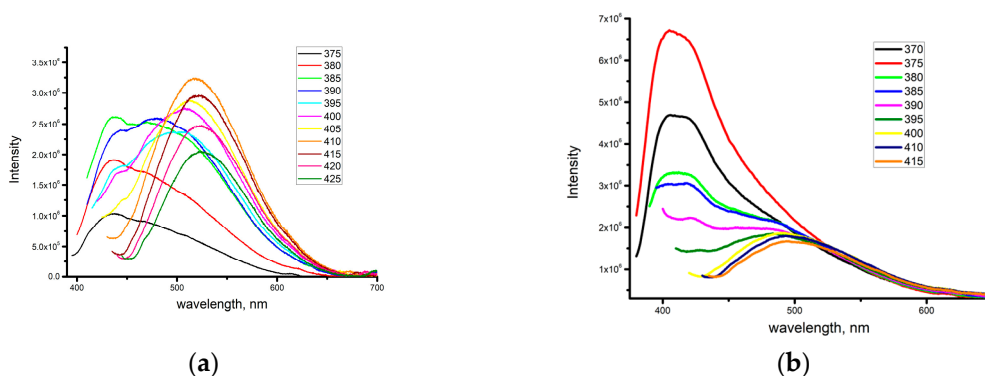 3.5x10⁶
3.0x10⁶
2.5x10⁶
2.0x10⁶
1.5x10⁶
1.0x10⁶
5.0x10⁵
0.0
Intensity
400
500
600
700
wavelength, nm
375
380
385
390
395
400
405
410
415
420
425
(a)
7x10⁶
6x10⁶
5x10⁶
4x10⁶
3x10⁶
2x10⁶
1x10⁶
Intensity
400
500
600
wavelength, nm
370
375
380
385
390
395
400
410
415
(b)